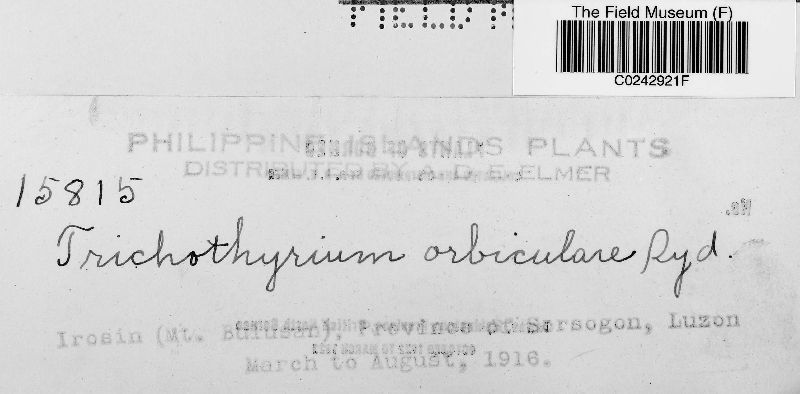 The Field Museum (F)
C0242921F
PHILIPPINE ISLANDS PLANTS
DISTRIBUTED BY A. D. E. ELMER
15815
No.
Trichothyrium orbiculare Syd.
Irosin (Mt. Bulusan), Province of Sorsogon, Luzon
March to August, 1916.